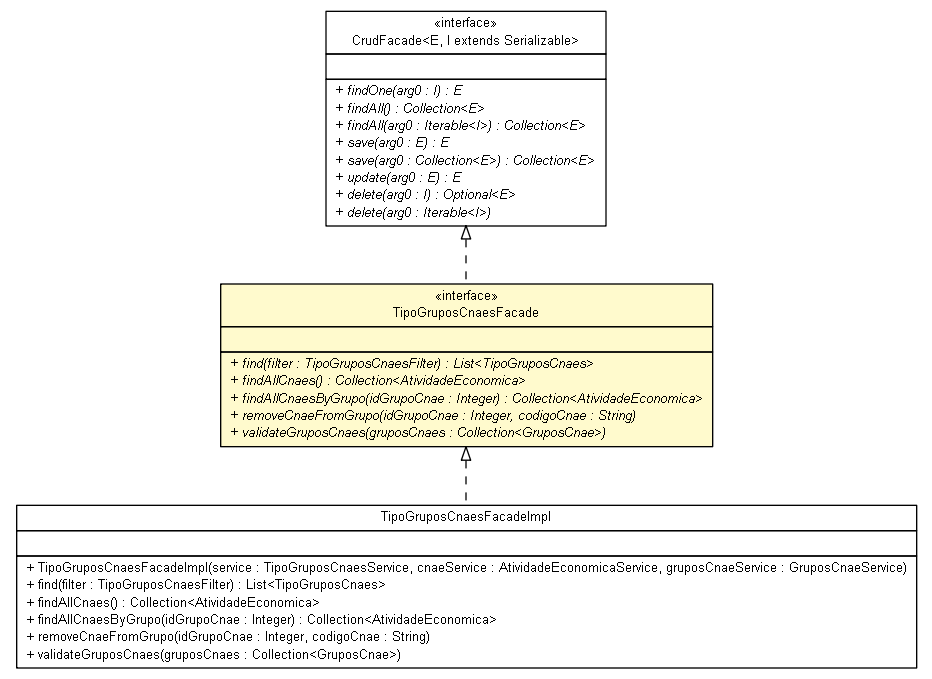 «interface»
CrudFacade<E, I extends Serializable>
+ findOne(arg0 : I) : E
+ findAll() : Collection<E>
+ findAll(arg0 : Iterable<I>) : Collection<E>
+ save(arg0 : E) : E
+ save(arg0 : Collection<E>) : Collection<E>
+ update(arg0 : E) : E
+ delete(arg0 : I) : Optional<E>
+ delete(arg0 : Iterable<I>)
«interface»
TipoGruposCnaesFacade
+ find(filter : TipoGruposCnaesFilter) : List<TipoGruposCnaes>
+ findAllCnaes() : Collection<AtividadeEconomica>
+ findAllCnaesByGrupo(idGrupoCnae : Integer) : Collection<AtividadeEconomica>
+ removeCnaeFromGrupo(idGrupoCnae : Integer, codigoCnae : String)
+ validateGruposCnaes(gruposCnaes : Collection<GruposCnae>)
TipoGruposCnaesFacadeImpl
+ TipoGruposCnaesFacadeImpl(service : TipoGruposCnaesService, cnaeService : AtividadeEconomicaService, gruposCnaeService : GruposCnaeService)
+ find(filter : TipoGruposCnaesFilter) : List<TipoGruposCnaes>
+ findAllCnaes() : Collection<AtividadeEconomica>
+ findAllCnaesByGrupo(idGrupoCnae : Integer) : Collection<AtividadeEconomica>
+ removeCnaeFromGrupo(idGrupoCnae : Integer, codigoCnae : String)
+ validateGruposCnaes(gruposCnaes : Collection<GruposCnae>)